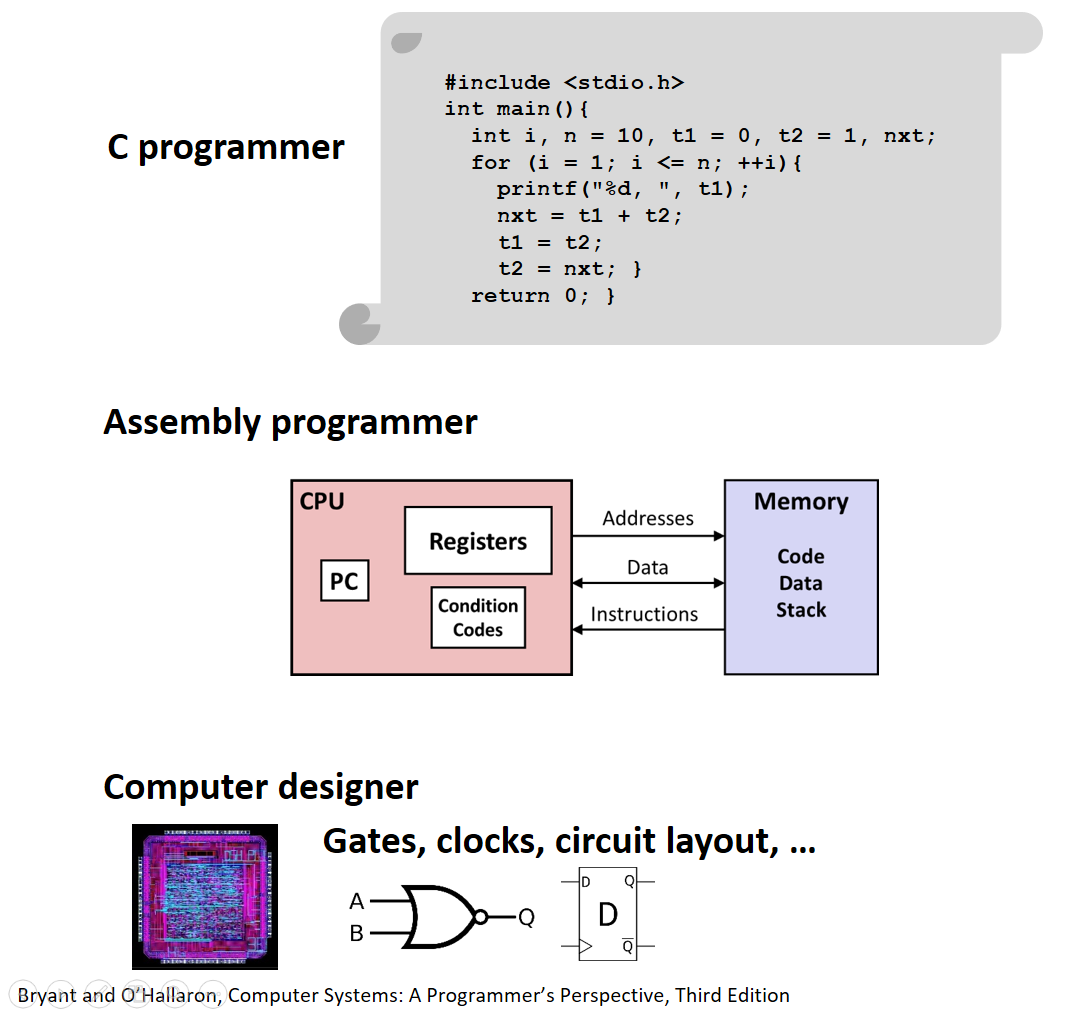 C programmer
#include <stdio.h>
int main(){
  int i, n = 10, t1 = 0, t2 = 1, nxt;
  for (i = 1; i <= n; ++i){
    printf("%d, ", t1);
    nxt = t1 + t2;
    t1 = t2;
    t2 = nxt; }
  return 0; }
Assembly programmer
CPU
Registers
PC
Condition
Codes
Addresses
Data
Instructions
Memory
Code
Data
Stack
Computer designer
Gates, clocks, circuit layout, ...
A
B
Q
D
Q
D
Q̅
Bryant and O'Hallaron, Computer Systems: A Programmer’s Perspective, Third Edition